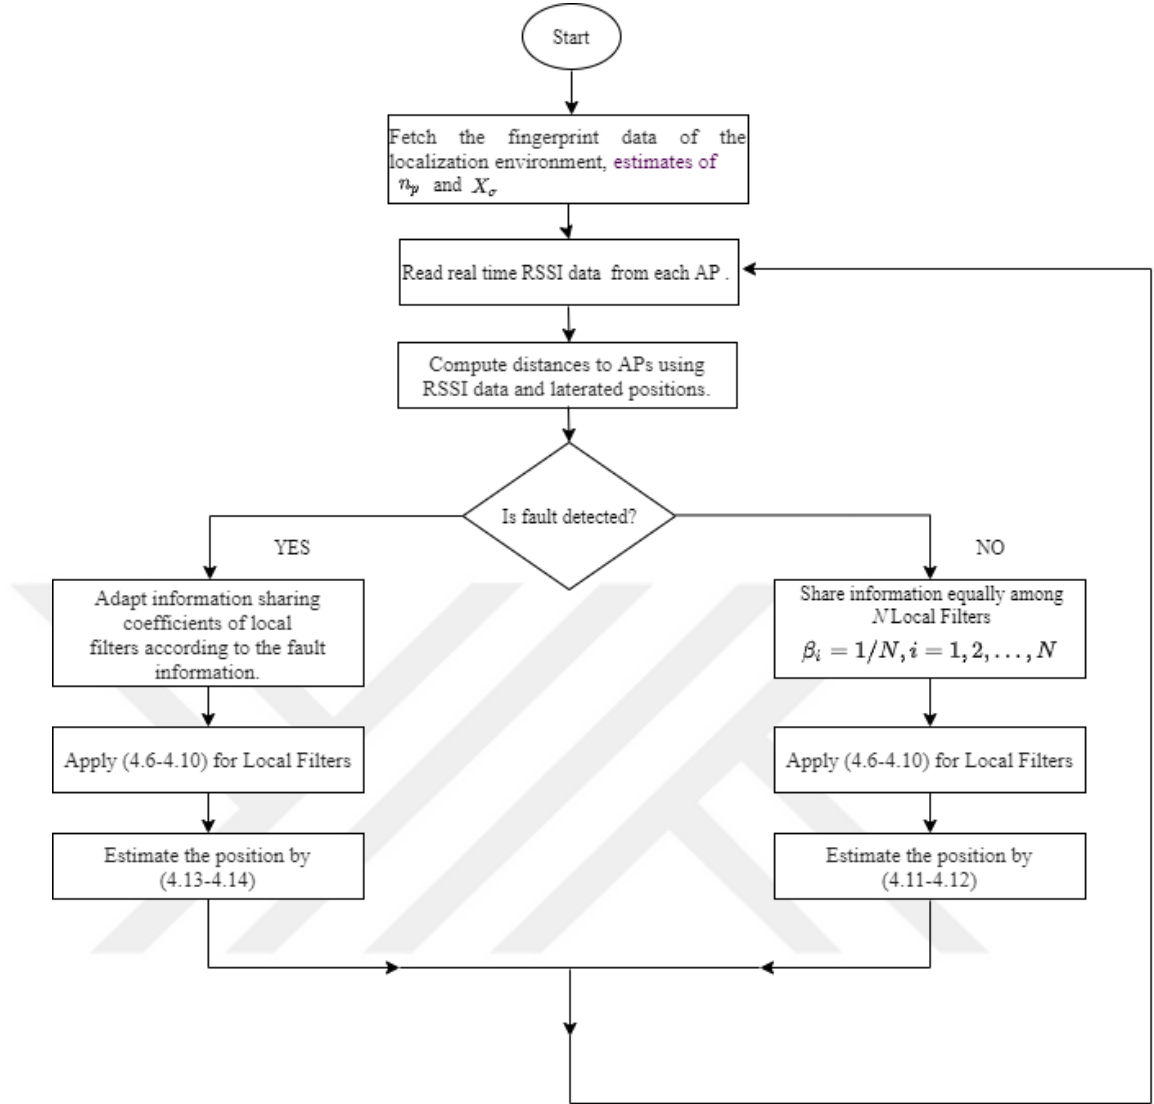 Start
Fetch the fingerprint data of the
localization environment, estimates of
n_p and X_σ
Read real time RSSI data from each AP .
Compute distances to APs using
RSSI data and laterated positions.
Is fault detected?
YES
NO
Adapt information sharing
coefficients of local
filters according to the fault
information.
Share information equally among
N Local Filters
β_i = 1/N, i = 1, 2, . . . , N
Apply (4.6-4.10) for Local Filters
Apply (4.6-4.10) for Local Filters
Estimate the position by
(4.13-4.14)
Estimate the position by
(4.11-4.12)